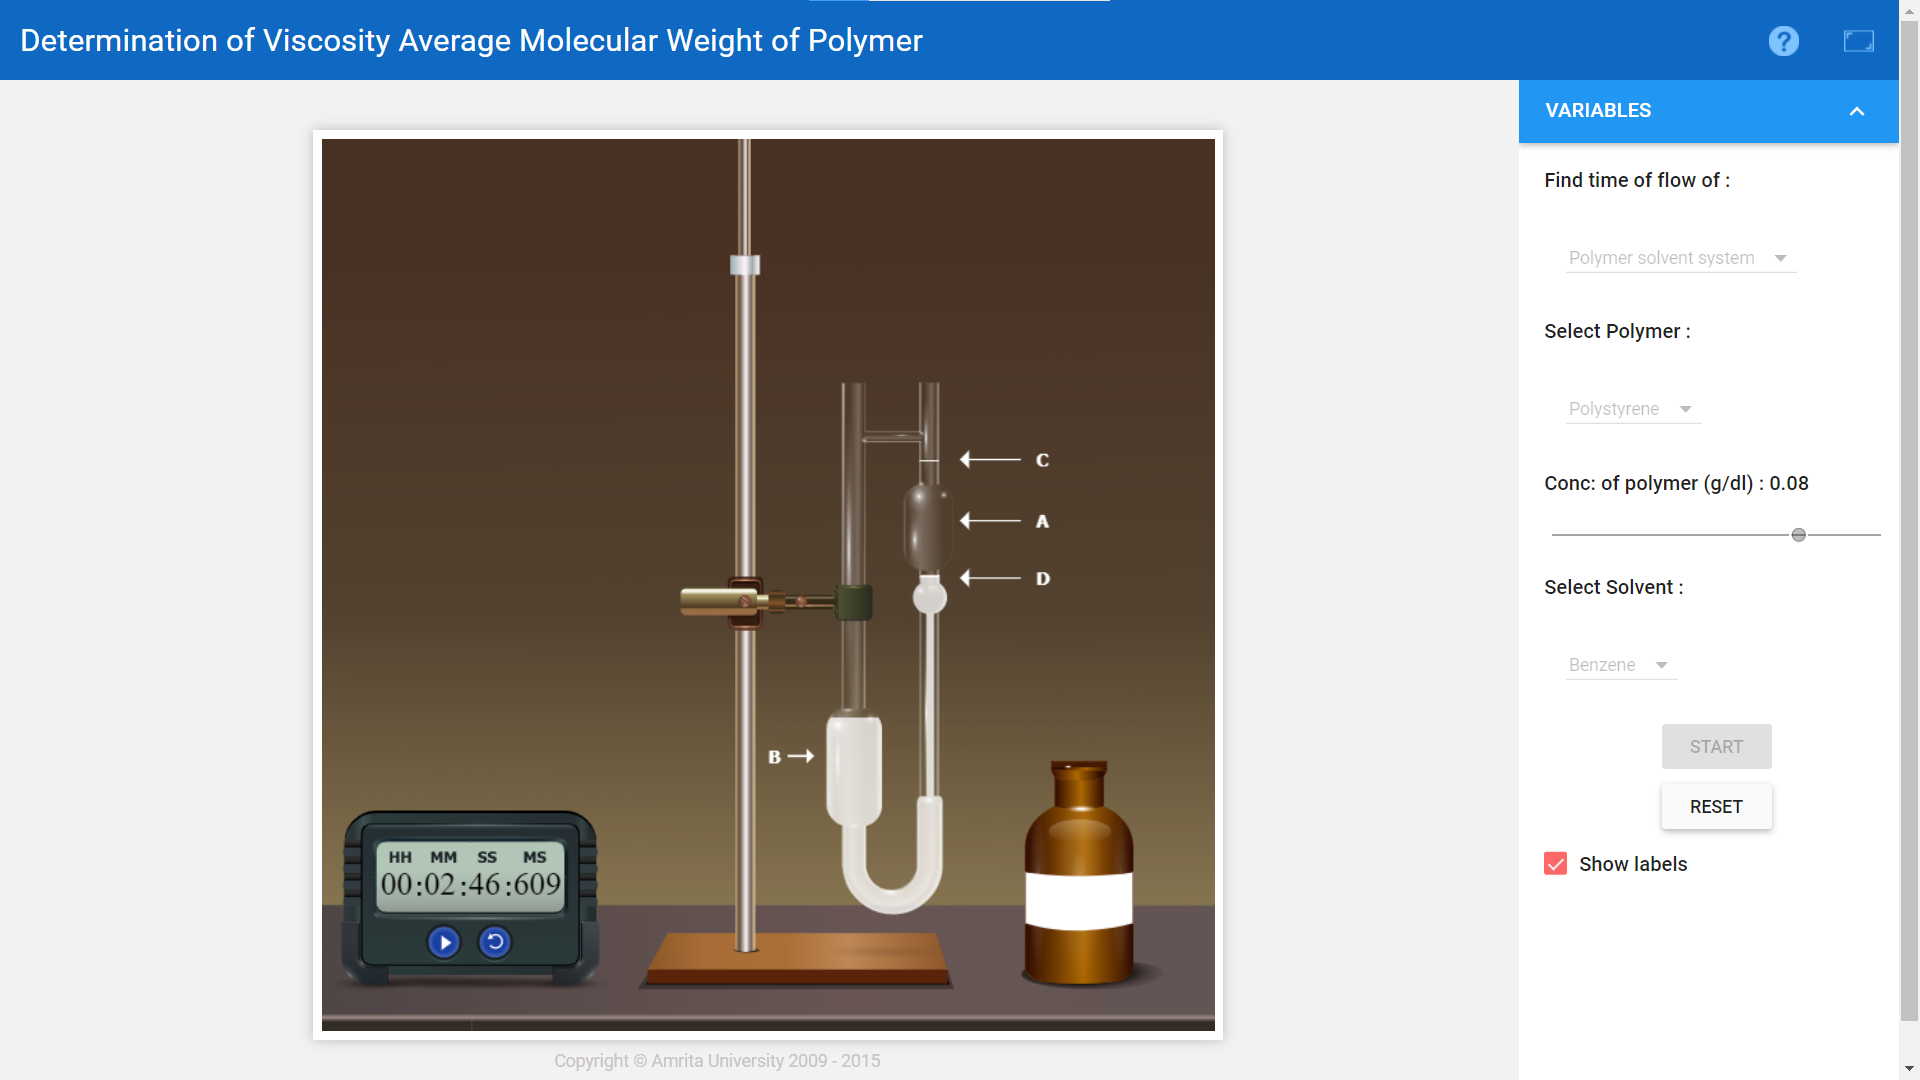 Determination of Viscosity Average Molecular Weight of Polymer
?
VARIABLES
Find time of flow of :
Polymer solvent system
Select Polymer :
Polystyrene
Conc: of polymer (g/dl) : 0.08
Select Solvent :
Benzene
START
RESET
Show labels
C
A
D
B
HH MM SS MS
00:02:46:609
Copyright © Amrita University 2009 - 2015